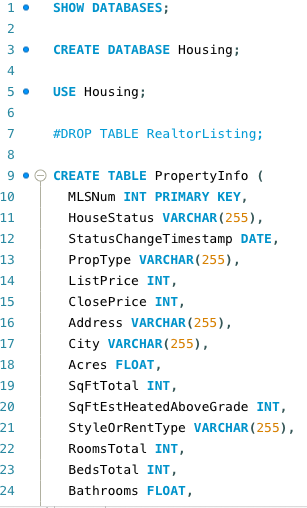 1 SHOW DATABASES;
2
3 CREATE DATABASE Housing;
4
5 USE Housing;
6
7 #DROP TABLE RealtorListing;
8
9 CREATE TABLE PropertyInfo (
10 MLSNum INT PRIMARY KEY,
11 HouseStatus VARCHAR(255),
12 StatusChangeTimestamp DATE,
13 PropType VARCHAR(255),
14 ListPrice INT,
15 ClosePrice INT,
16 Address VARCHAR(255),
17 City VARCHAR(255),
18 Acres FLOAT,
19 SqFtTotal INT,
20 SqFtEstHeatedAboveGrade INT,
21 StyleOrRentType VARCHAR(255),
22 RoomsTotal INT,
23 BedsTotal INT,
24 Bathrooms FLOAT,